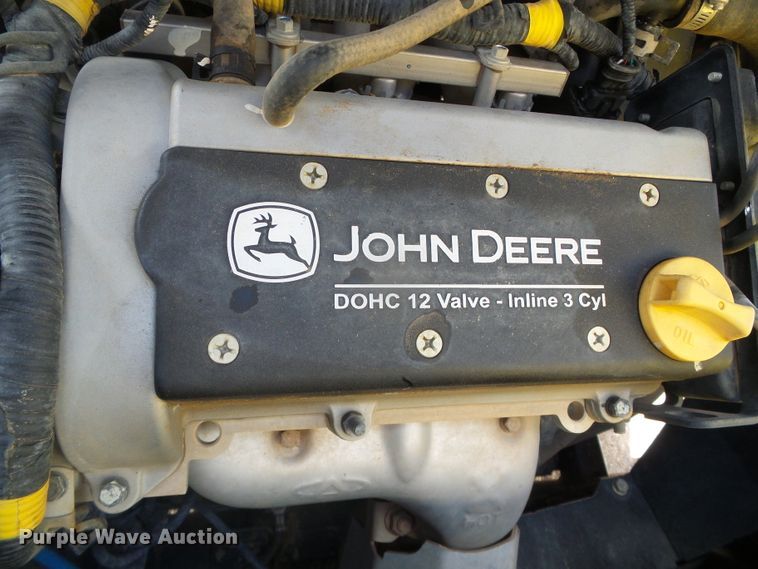 JOHN DEERE
DOHC 12 Valve - Inline 3 Cyl
OIL
Purple Wave Auction